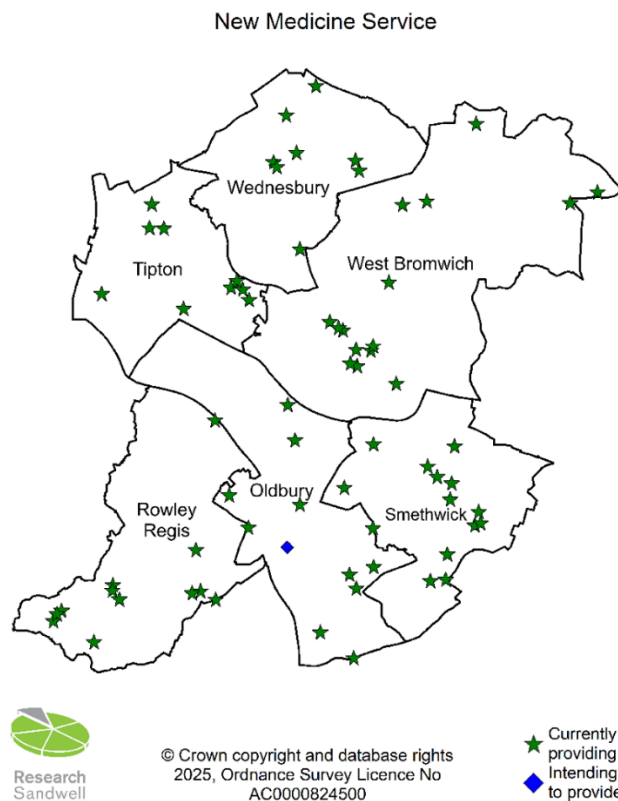 New Medicine Service
Wednesbury
Tipton
West Bromwich
Oldbury
Rowley
Regis
Smethwick
Research
Sandwell
© Crown copyright and database rights
2025, Ordnance Survey Licence No
AC0000824500
Currently
providing
Intending
to provide